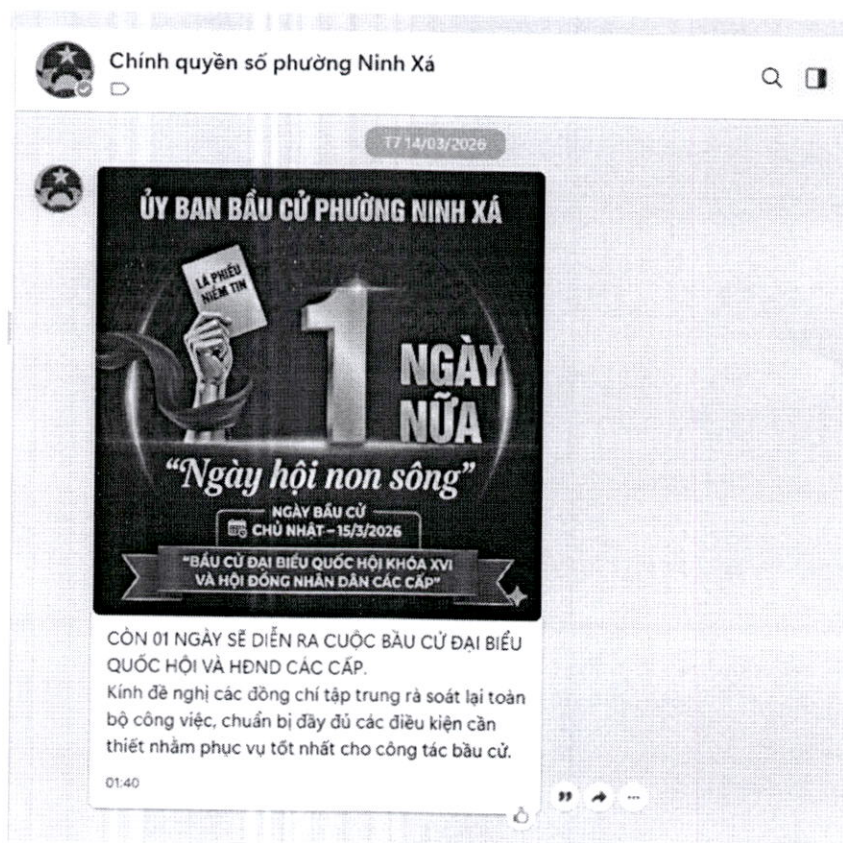 Chính quyền số phường Ninh Xá
T7 14/03/2026
ỦY BAN BẦU CỬ PHƯỜNG NINH XÁ
LÁ PHIẾU
NIỀM TIN
1
NGÀY
NỮA
“Ngày hội non sông”
NGÀY BẦU CỬ
CHỦ NHẬT – 15/3/2026
“BẦU CỬ ĐẠI BIỂU QUỐC HỘI KHÓA XVI
VÀ HỘI ĐỒNG NHÂN DÂN CÁC CẤP”
CÒN 01 NGÀY SẼ DIỄN RA CUỘC BẦU CỬ ĐẠI BIỂU
QUỐC HỘI VÀ HĐND CÁC CẤP.
Kính đề nghị các đồng chí tập trung rà soát lại toàn
bộ công việc, chuẩn bị đầy đủ các điều kiện cần
thiết nhằm phục vụ tốt nhất cho công tác bầu cử.
01:40